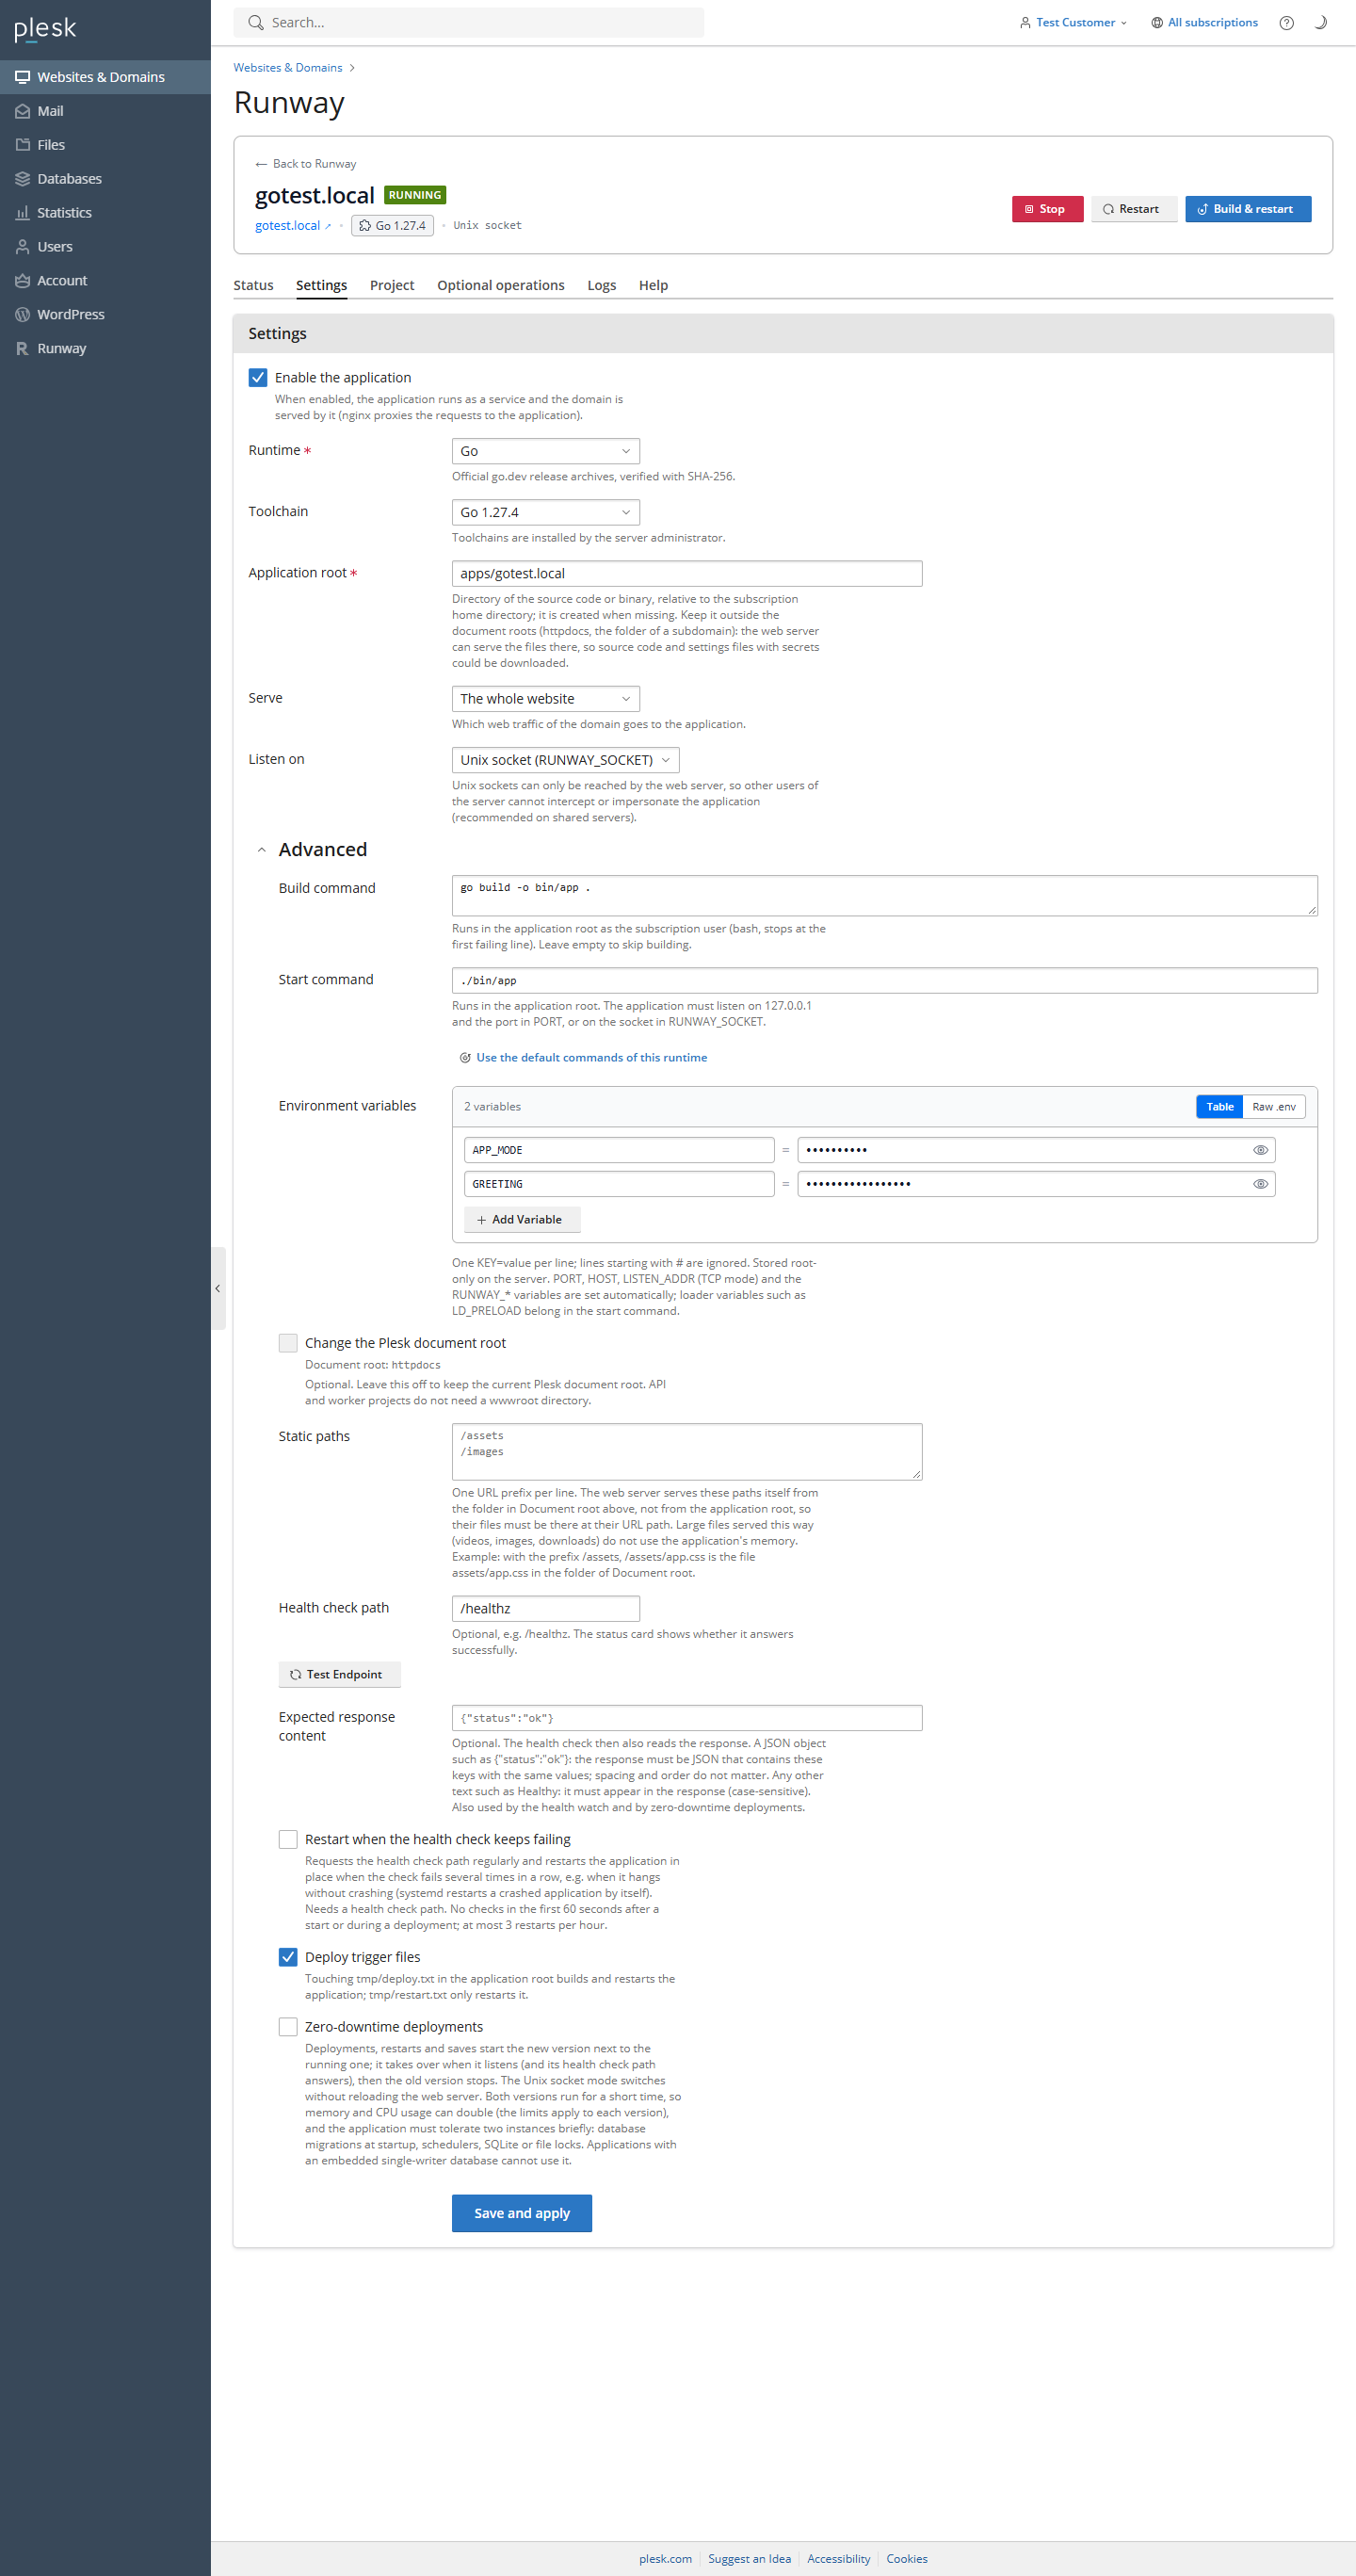 plesk
Search...
Test Customer
All subscriptions
Websites & Domains
Mail
Files
Databases
Statistics
Users
Account
WordPress
Runway
Websites & Domains
Runway
Back to Runway
gotest.local RUNNING
gotest.local
Go 1.27.4
Unix socket
Stop
Restart
Build & restart
Status Settings Project Optional operations Logs Help
Settings
Enable the application
When enabled, the application runs as a service and the domain is
served by it (nginx proxies the requests to the application).
Runtime *
Go
Official go.dev release archives, verified with SHA-256.
Toolchain
Go 1.27.4
Toolchains are installed by the server administrator.
Application root *
apps/gotest.local
Directory of the source code or binary, relative to the subscription
home directory; it is created when missing. Keep it outside the
document roots (httpdocs, the folder of a subdomain): the web server
can serve the files there, so source code and settings files with secrets
could be downloaded.
Serve
The whole website
Which web traffic of the domain goes to the application.
Listen on
Unix socket (RUNWAY_SOCKET)
Unix sockets can only be reached by the web server, so other users of
the server cannot intercept or impersonate the application
(recommended on shared servers).
Advanced
Build command
go build -o bin/app .
Runs in the application root as the subscription user (bash, stops at the
first failing line). Leave empty to skip building.
Start command
./bin/app
Runs in the application root. The application must listen on 127.0.0.1
and the port in PORT, or on the socket in RUNWAY_SOCKET.
Use the default commands of this runtime
Environment variables
2 variables
Table Raw .env
APP_MODE = ••••••••••
GREETING = •••••••••••••••••
+ Add Variable
One KEY=value per line; lines starting with # are ignored. Stored root-
only on the server. PORT, HOST, LISTEN_ADDR (TCP mode) and the
RUNWAY_* variables are set automatically; loader variables such as
LD_PRELOAD belong in the start command.
Change the Plesk document root
Document root: httpdocs
Optional. Leave this off to keep the current Plesk document root. API
and worker projects do not need a wwwroot directory.
Static paths
/assets
/images
One URL prefix per line. The web server serves these paths itself from
the folder in Document root above, not from the application root, so
their files must be there at their URL path. Large files served this way
(videos, images, downloads) do not use the application's memory.
Example: with the prefix /assets, /assets/app.css is the file
assets/app.css in the folder of Document root.
Health check path
/healthz
Optional, e.g. /healthz. The status card shows whether it answers
successfully.
Test Endpoint
Expected response
content
{"status":"ok"}
Optional. The health check then also reads the response. A JSON object
such as {"status":"ok"}: the response must be JSON that contains these
keys with the same values; spacing and order do not matter. Any other
text such as Healthy: it must appear in the response (case-sensitive).
Also used by the health watch and by zero-downtime deployments.
Restart when the health check keeps failing
Requests the health check path regularly and restarts the application in
place when the check fails several times in a row, e.g. when it hangs
without crashing (systemd restarts a crashed application by itself).
Needs a health check path. No checks in the first 60 seconds after a
start or during a deployment; at most 3 restarts per hour.
Deploy trigger files
Touching tmp/deploy.txt in the application root builds and restarts the
application; tmp/restart.txt only restarts it.
Zero-downtime deployments
Deployments, restarts and saves start the new version next to the
running one; it takes over when it listens (and its health check path
answers), then the old version stops. The Unix socket mode switches
without reloading the web server. Both versions run for a short time, so
memory and CPU usage can double (the limits apply to each version),
and the application must tolerate two instances briefly: database
migrations at startup, schedulers, SQLite or file locks. Applications with
an embedded single-writer database cannot use it.
Save and apply
plesk.com
Suggest an Idea
Accessibility
Cookies